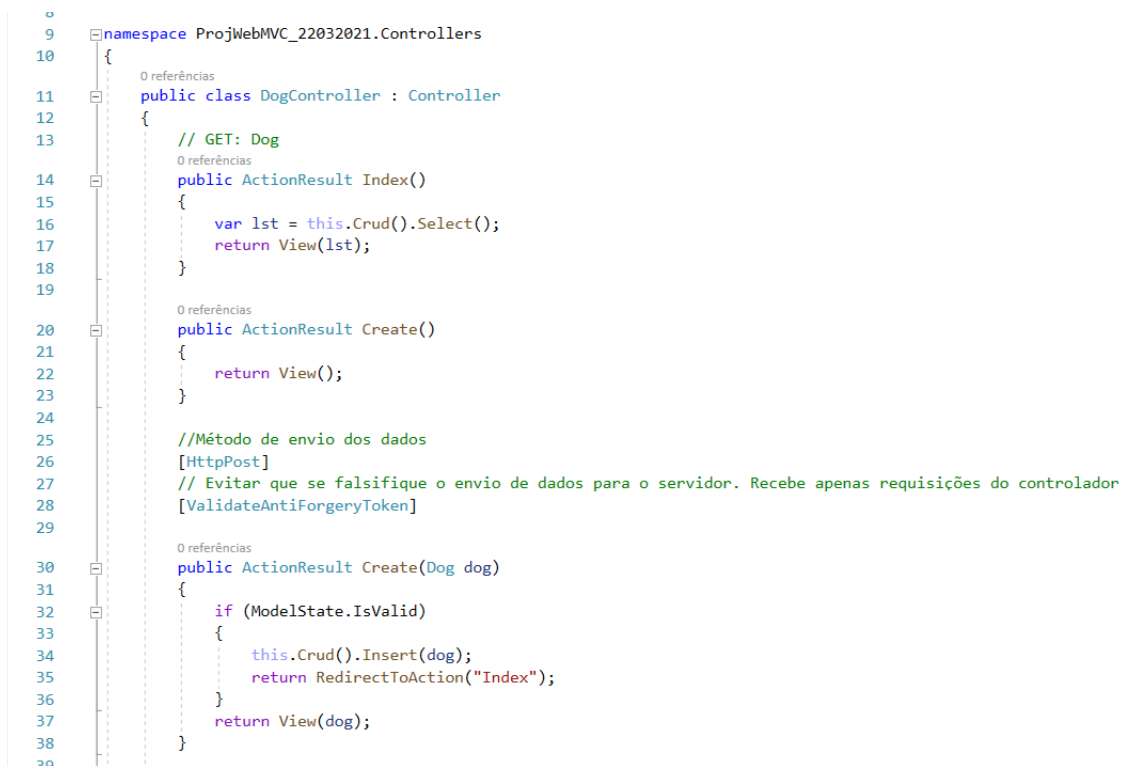 9 namespace ProjWebMVC_22032021.Controllers
10 {
0 referências
11 public class DogController : Controller
12 {
13 // GET: Dog
0 referências
14 public ActionResult Index()
15 {
16 var lst = this.Crud().Select();
17 return View(lst);
18 }
19
0 referências
20 public ActionResult Create()
21 {
22 return View();
23 }
24
25 //Método de envio dos dados
26 [HttpPost]
27 // Evitar que se falsifique o envio de dados para o servidor. Recebe apenas requisições do controlador
28 [ValidateAntiForgeryToken]
29
0 referências
30 public ActionResult Create(Dog dog)
31 {
32 if (ModelState.IsValid)
33 {
34 this.Crud().Insert(dog);
35 return RedirectToAction("Index");
36 }
37 return View(dog);
38 }